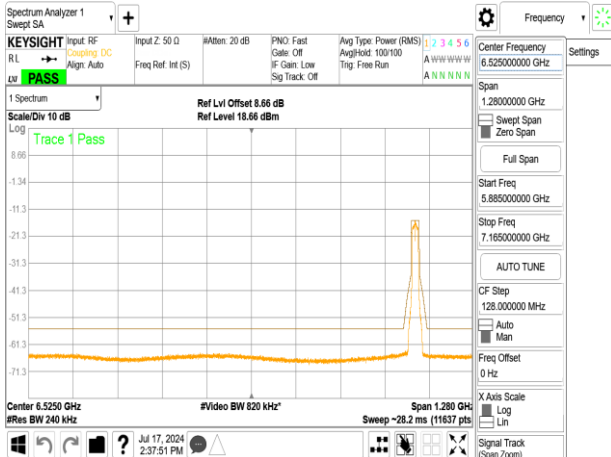 Spectrum Analyzer 1
Swept SA
+
Frequency
Settings
KEYSIGHT
RL
LXI PASS
Input: RF
Coupling: DC
Align: Auto
Input Z: 50 Ω
Freq Ref: Int (S)
#Atten: 20 dB
PNO: Fast
Gate: Off
IF Gain: Low
Sig Track: Off
Avg Type: Power (RMS)
Avg|Hold: 100/100
Trig: Free Run
1 2 3 4 5 6
A W W W W W
A N N N N N
1 Spectrum
Scale/Div 10 dB
Ref Lvl Offset 8.66 dB
Ref Level 18.66 dBm
Log
Trace 1 Pass
8.66
-1.34
-11.3
-21.3
-31.3
-41.3
-51.3
-61.3
-71.3
Center 6.5250 GHz
#Res BW 240 kHz
#Video BW 820 kHz*
Span 1.280 GHz
Sweep ~28.2 ms (11637 pts
Jul 17, 2024
2:37:51 PM
?
Center Frequency
6.525000000 GHz
Span
1.28000000 GHz
Swept Span
Zero Span
Full Span
Start Freq
5.885000000 GHz
Stop Freq
7.165000000 GHz
AUTO TUNE
CF Step
128.000000 MHz
Auto
Man
Freq Offset
0 Hz
X Axis Scale
Log
Lin
Signal Track
(Span Zoom)